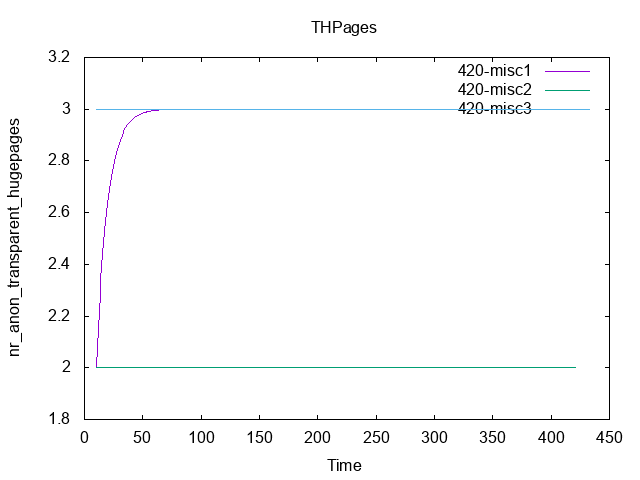 THPages
3.2
3
2.8
2.6
2.4
2.2
2
1.8
nr_anon_transparent_hugepages
420-misc1
420-misc2
420-misc3
0 50 100 150 200 250 300 350 400 450
Time